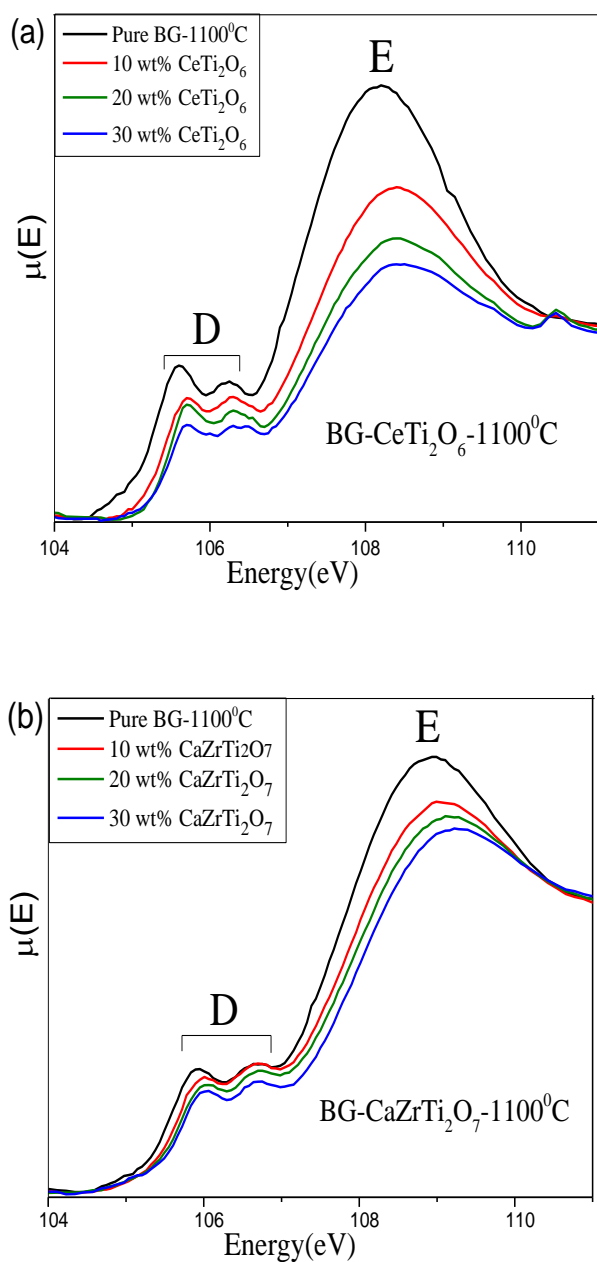 (a)
Pure BG-1100⁰C
10 wt% CeTi₂O₆
20 wt% CeTi₂O₆
30 wt% CeTi₂O₆
E
D
μ(E)
BG-CeTi₂O₆-1100⁰C
104 106 108 110
Energy(eV)
(b)
Pure BG-1100⁰C
10 wt% CaZrTi2O7
20 wt% CaZrTi₂O₇
30 wt% CaZrTi₂O₇
E
D
μ(E)
BG-CaZrTi₂O₇-1100⁰C
104 106 108 110
Energy(eV)